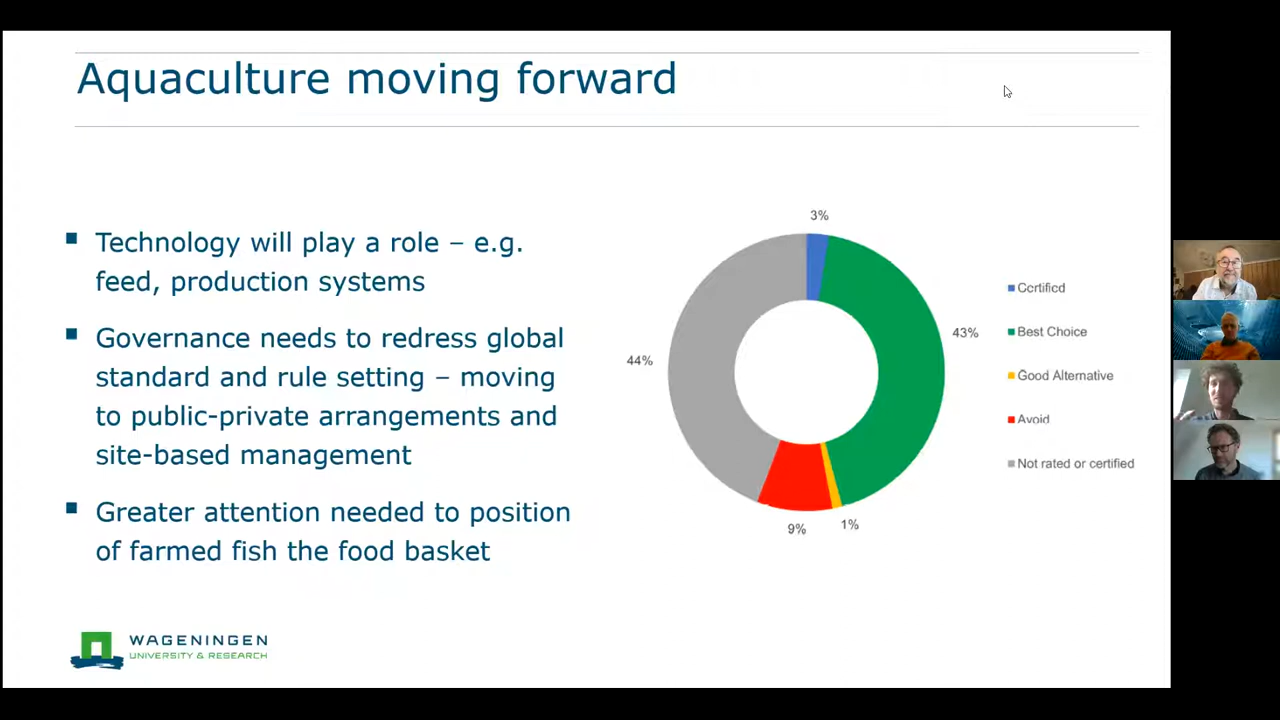 Aquaculture moving forward
Technology will play a role – e.g.
feed, production systems
Governance needs to redress global
standard and rule setting – moving
to public-private arrangements and
site-based management
Greater attention needed to position
of farmed fish the food basket
3%
43%
1%
9%
44%
Certified
Best Choice
Good Alternative
Avoid
Not rated or certified
WAGENINGEN
UNIVERSITY & RESEARCH